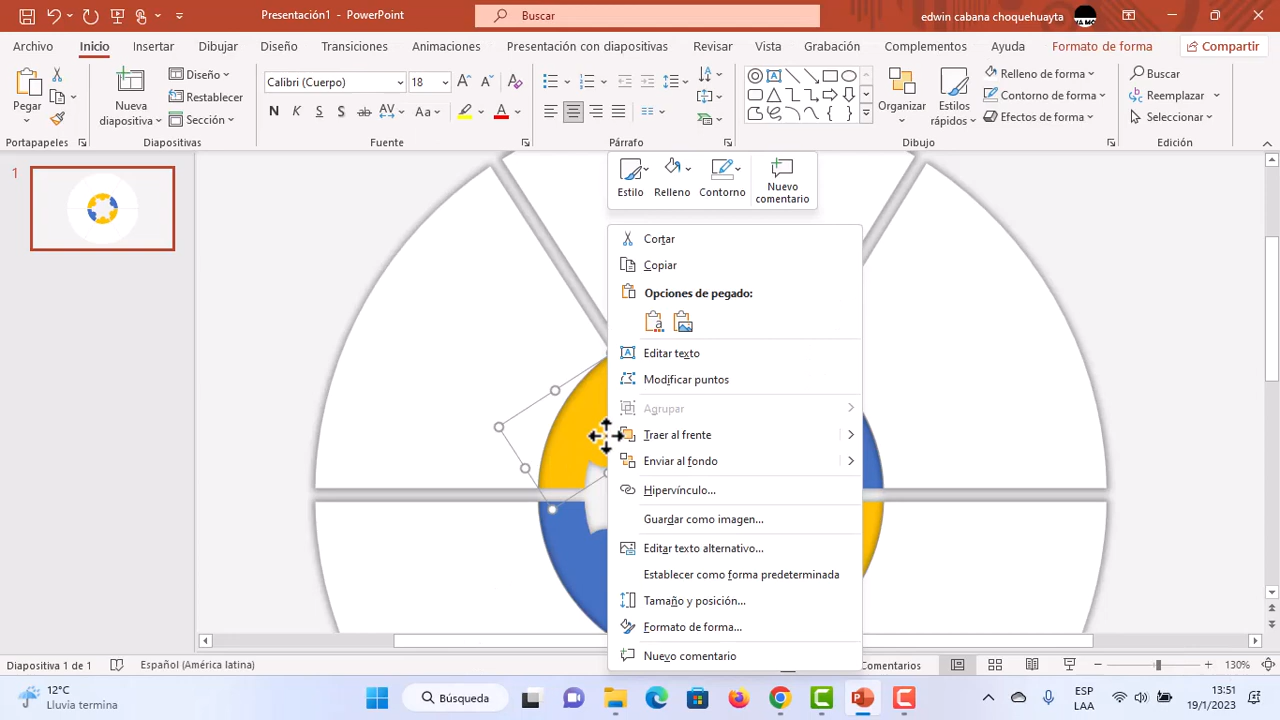 Presentación1 - PowerPoint
Buscar
edwin cabana choquehuayta
Archivo Inicio Insertar Dibujar Diseño Transiciones Animaciones Presentación con diapositivas Revisar Vista Grabación Complementos Ayuda Formato de forma Compartir
Pegar
Portapapeles
Nueva diapositiva
Diseño
Restablecer
Sección
Diapositivas
Calibri (Cuerpo) 18
N K S S ab AV Aa A
Fuente
Párrafo
Organizar
Estilos rápidos
Relleno de forma
Contorno de forma
Efectos de forma
Dibujo
Buscar
Reemplazar
Seleccionar
Edición
1
Estilo Relleno Contorno Nuevo comentario
Cortar
Copiar
Opciones de pegado:
Editar texto
Modificar puntos
Agrupar
Traer al frente
Enviar al fondo
Hipervínculo...
Guardar como imagen...
Editar texto alternativo...
Establecer como forma predeterminada
Tamaño y posición...
Formato de forma...
Nuevo comentario
Diapositiva 1 de 1 Español (América latina) Comentarios 130%
12°C
Lluvia termina
Búsqueda
ESP
LAA
13:51
19/1/2023